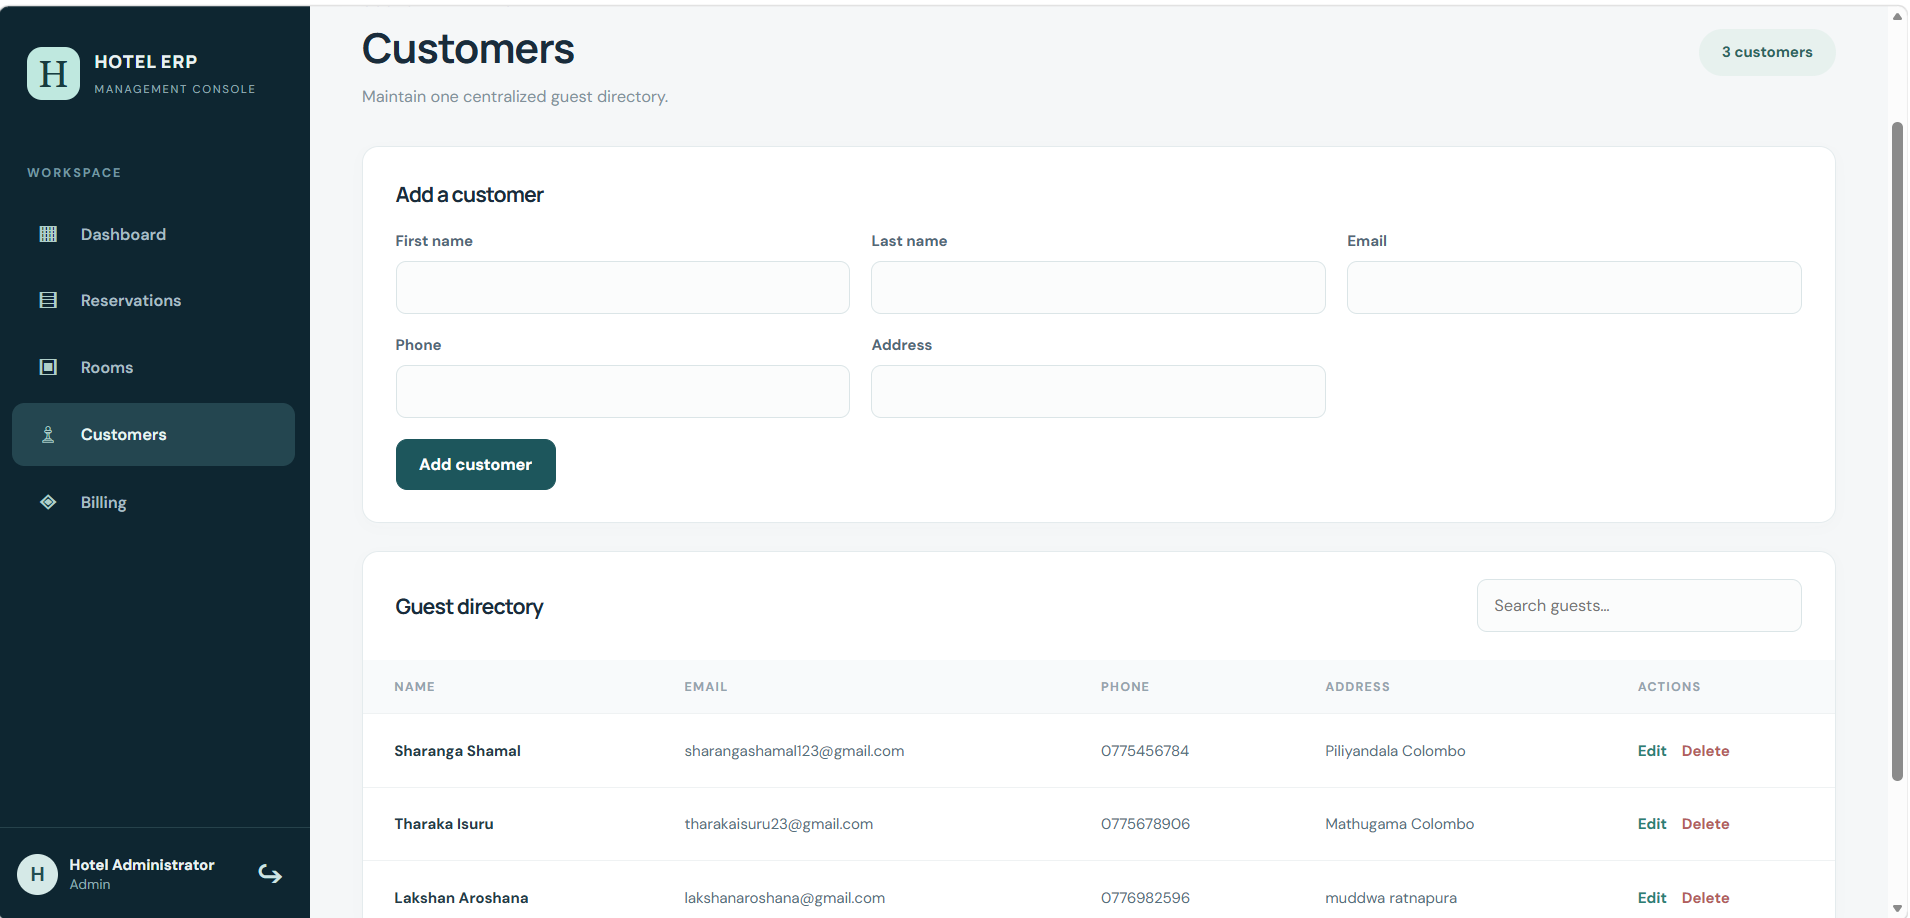 H
HOTEL ERP
MANAGEMENT CONSOLE
WORKSPACE
Dashboard
Reservations
Rooms
Customers
Billing
H
Hotel Administrator
Admin
Customers
3 customers
Maintain one centralized guest directory.
Add a customer
First name Last name Email
Phone Address
Add customer
Guest directory
Search guests...
NAME EMAIL PHONE ADDRESS ACTIONS
Sharanga Shamal sharangashamal123@gmail.com 0775456784 Piliyandala Colombo Edit Delete
Tharaka Isuru tharakaisuru23@gmail.com 0775678906 Mathugama Colombo Edit Delete
Lakshan Aroshana lakshanaroshana@gmail.com 0776982596 muddwa ratnapura Edit Delete